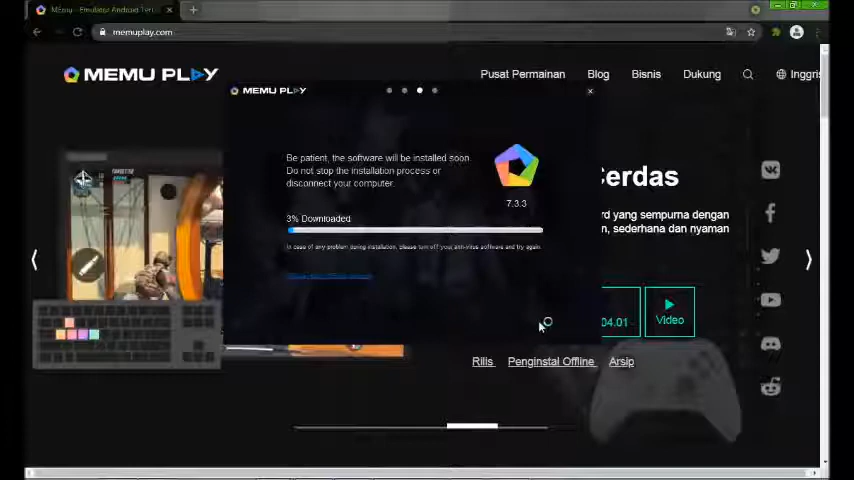 MEmu - Emulator Android Ter
memuplay.com
MEMU PLAY
Pusat Permainan
Blog
Bisnis
Dukung
Inggris
MEMU PLAY
Be patient, the software will be installed soon.
Do not stop the installation process or
disconnect your computer.
7.3.3
3% Downloaded
In case of any problem during installation, please turn off your anti-virus software and try again.
Cerdas
rd yang sempurna dengan
n, sederhana dan nyaman
04.01
Video
Rilis
Penginstal Offline
Arsip